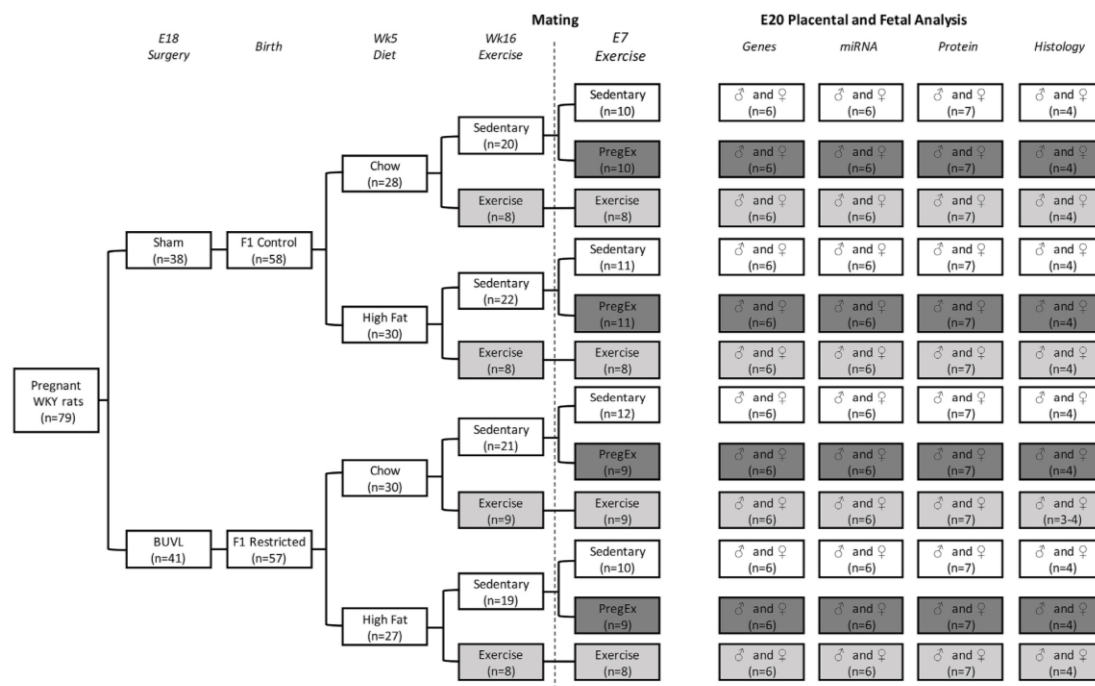 Mating
E20 Placental and Fetal Analysis
E18
Surgery
Birth
Wk5
Diet
Wk16
Exercise
E7
Exercise
Genes
miRNA
Protein
Histology
Pregnant
WKY rats
(n=79)
Sham
(n=38)
F1 Control
(n=58)
Chow
(n=28)
Sedentary
(n=20)
Sedentary
(n=10)
♂ and ♀
(n=6)
♂ and ♀
(n=6)
♂ and ♀
(n=7)
♂ and ♀
(n=4)
PregEx
(n=10)
♂ and ♀
(n=6)
♂ and ♀
(n=6)
♂ and ♀
(n=7)
♂ and ♀
(n=4)
Exercise
(n=8)
Exercise
(n=8)
♂ and ♀
(n=6)
♂ and ♀
(n=6)
♂ and ♀
(n=7)
♂ and ♀
(n=4)
High Fat
(n=30)
Sedentary
(n=22)
Sedentary
(n=11)
♂ and ♀
(n=6)
♂ and ♀
(n=6)
♂ and ♀
(n=7)
♂ and ♀
(n=4)
PregEx
(n=11)
♂ and ♀
(n=6)
♂ and ♀
(n=6)
♂ and ♀
(n=7)
♂ and ♀
(n=4)
Exercise
(n=8)
Exercise
(n=8)
♂ and ♀
(n=6)
♂ and ♀
(n=6)
♂ and ♀
(n=7)
♂ and ♀
(n=4)
BUVL
(n=41)
F1 Restricted
(n=57)
Chow
(n=30)
Sedentary
(n=21)
Sedentary
(n=12)
♂ and ♀
(n=6)
♂ and ♀
(n=6)
♂ and ♀
(n=7)
♂ and ♀
(n=4)
PregEx
(n=9)
♂ and ♀
(n=6)
♂ and ♀
(n=6)
♂ and ♀
(n=7)
♂ and ♀
(n=4)
Exercise
(n=9)
Exercise
(n=9)
♂ and ♀
(n=6)
♂ and ♀
(n=6)
♂ and ♀
(n=7)
♂ and ♀
(n=3-4)
High Fat
(n=27)
Sedentary
(n=19)
Sedentary
(n=10)
♂ and ♀
(n=6)
♂ and ♀
(n=6)
♂ and ♀
(n=7)
♂ and ♀
(n=4)
PregEx
(n=9)
♂ and ♀
(n=6)
♂ and ♀
(n=6)
♂ and ♀
(n=7)
♂ and ♀
(n=4)
Exercise
(n=8)
Exercise
(n=8)
♂ and ♀
(n=6)
♂ and ♀
(n=6)
♂ and ♀
(n=7)
♂ and ♀
(n=4)